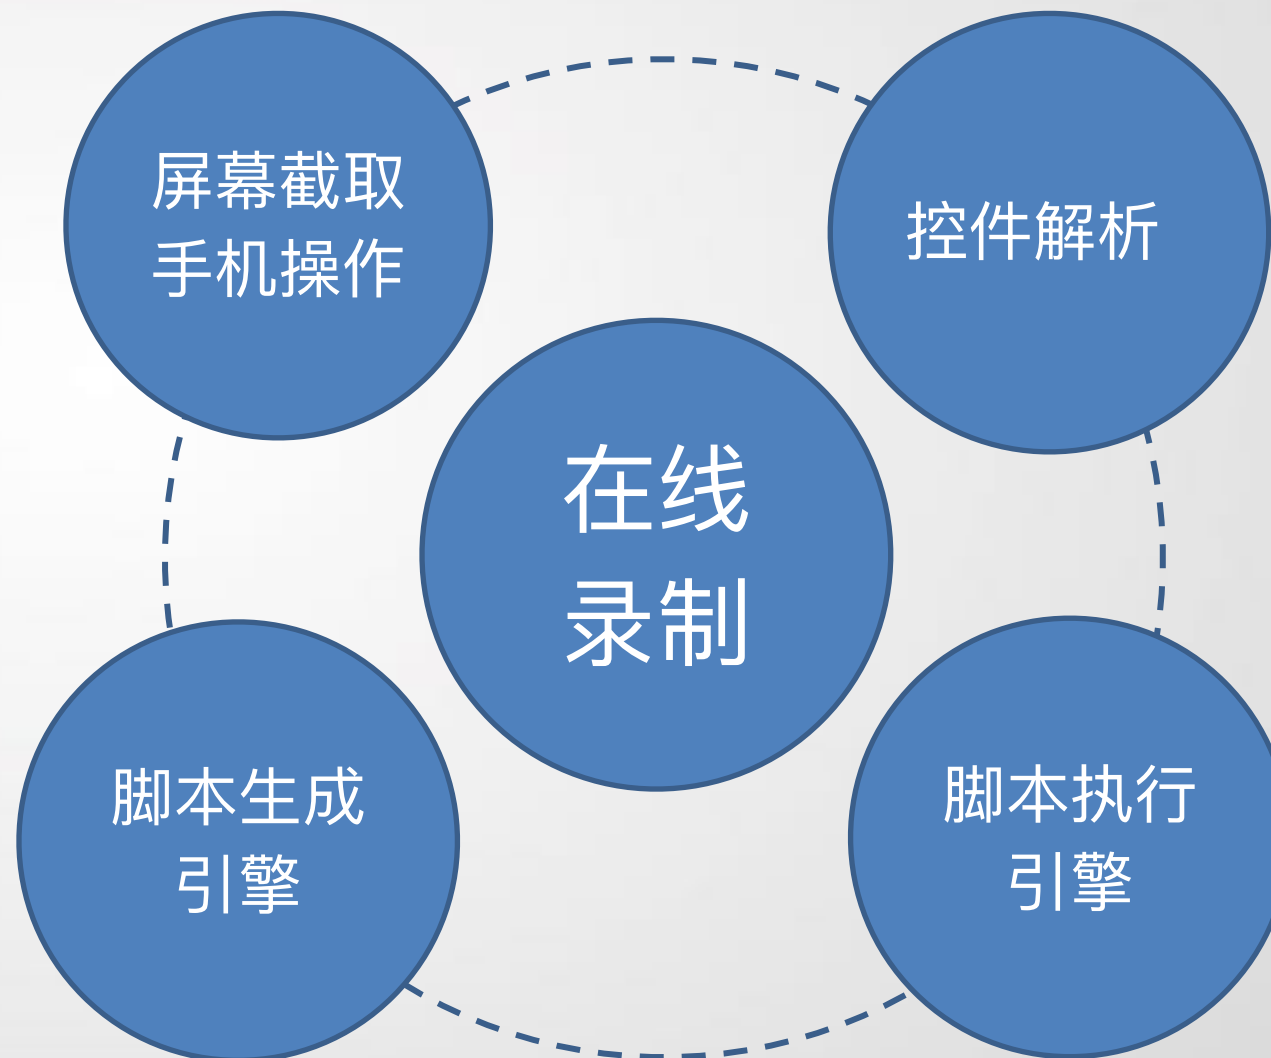 屏幕截取
手机操作
控件解析
在线
录制
脚本生成
引擎
脚本执行
引擎